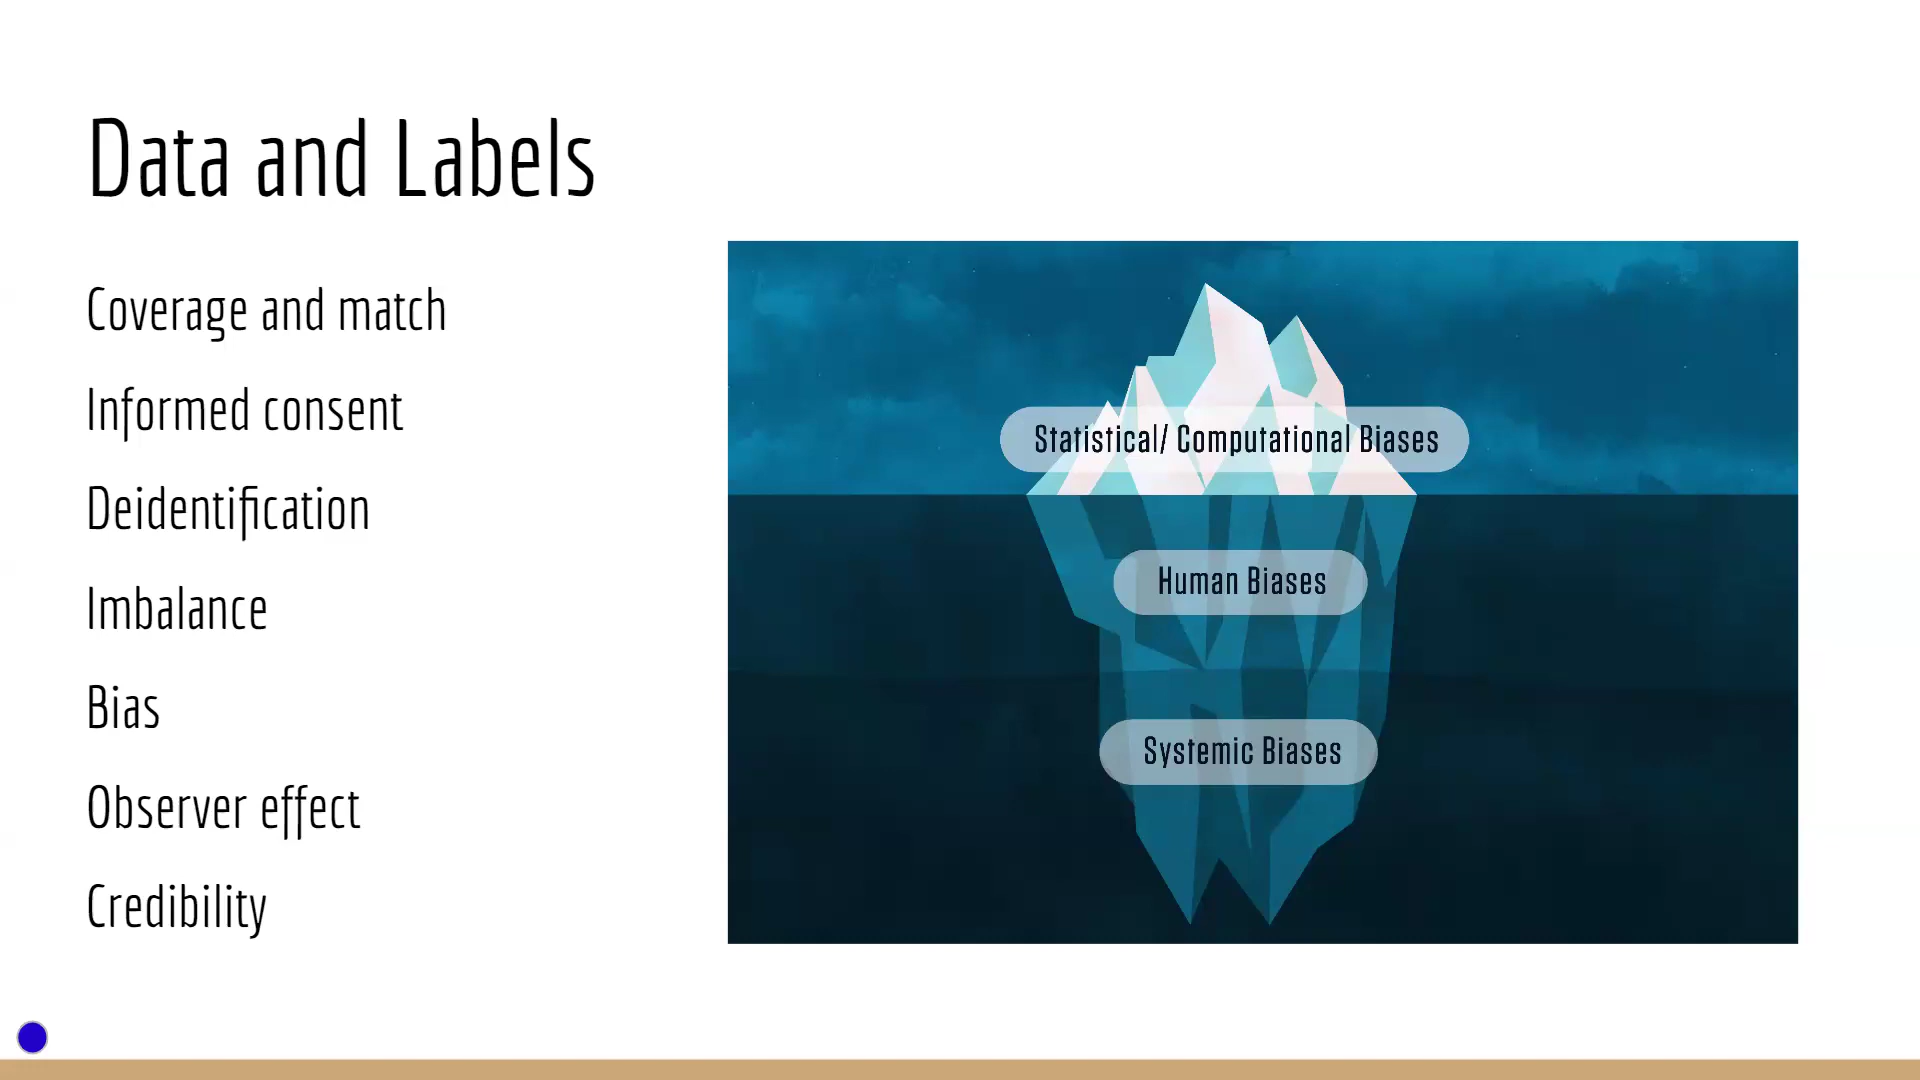 Data and Labels
Coverage and match
Informed consent
Deidentification
Imbalance
Bias
Observer effect
Credibility
Statistical/ Computational Biases
Human Biases
Systemic Biases